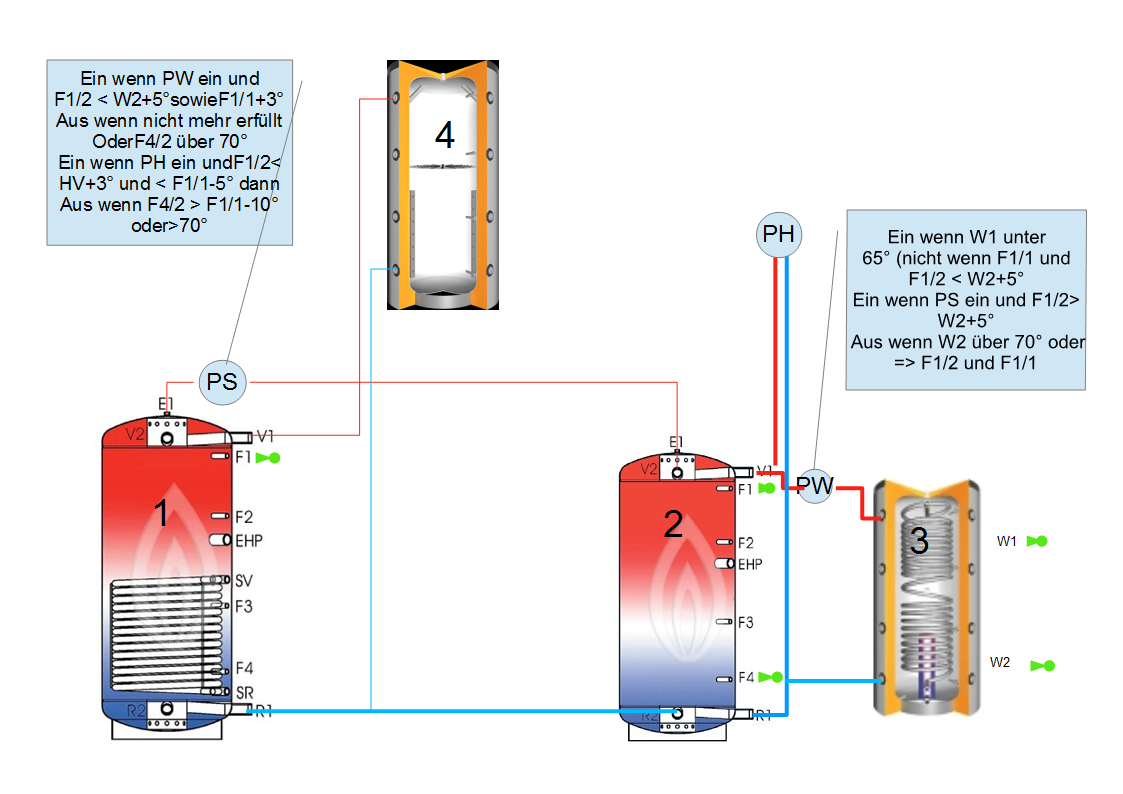 Ein wenn PW ein und
F1/2 < W2+5°sowieF1/1+3°
Aus wenn nicht mehr erfüllt
OderF4/2 über 70°
Ein wenn PH ein undF1/2<
HV+3° und < F1/1-5° dann
Aus wenn F4/2 > F1/1-10°
oder>70°
4
PH
Ein wenn W1 unter
65° (nicht wenn F1/1 und
F1/2 < W2+5°
Ein wenn PS ein und F1/2>
W2+5°
Aus wenn W2 über 70° oder
=> F1/2 und F1/1
PS
E1
V2
V1
F1
1
F2
EHP
SV
F3
F4
SR
R2
R1
E1
V2
V1
F1
2
F2
EHP
F3
F4
R2
R1
PW
3
W1
W2